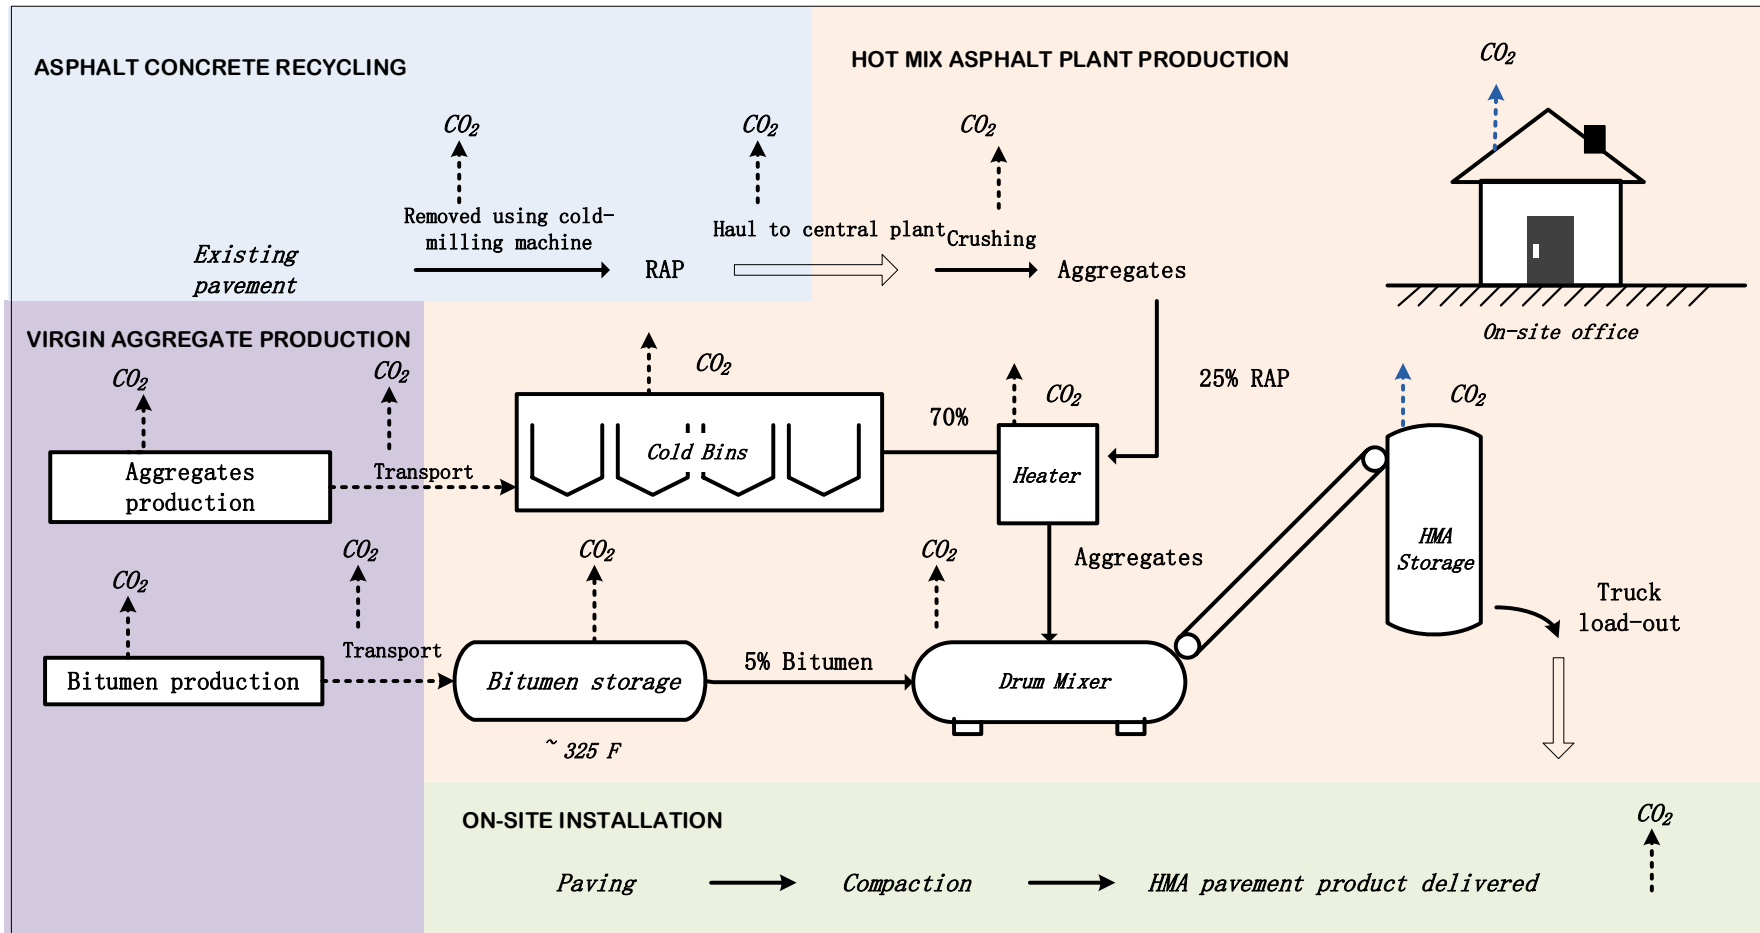 ASPHALT CONCRETE RECYCLING
HOT MIX ASPHALT PLANT PRODUCTION
CO₂
CO₂
CO₂
CO₂
Removed using cold-
milling machine
Haul to central plant
Crushing
Existing
pavement
RAP
Aggregates
On-site office
VIRGIN AGGREGATE PRODUCTION
CO₂
CO₂
CO₂
CO₂
CO₂
25% RAP
70%
Cold Bins
Heater
Aggregates
production
Transport
HMA
Storage
CO₂
CO₂
CO₂
CO₂
Aggregates
Truck
load-out
Transport
Bitumen production
Bitumen storage
5% Bitumen
Drum Mixer
~ 325 F
ON-SITE INSTALLATION
CO₂
Paving
Compaction
HMA pavement product delivered